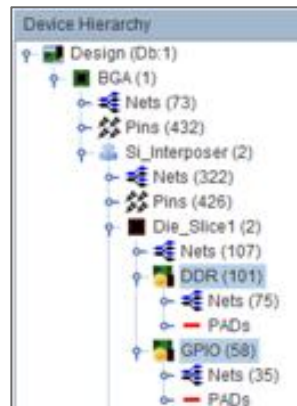 Device Hierarchy
Design (Db:1)
BGA (1)
Nets (73)
Pins (432)
Si_Interposer (2)
Nets (322)
Pins (426)
Die_Slice1 (2)
Nets (107)
DDR (101)
Nets (75)
PADs
GPIO (58)
Nets (35)
PADs